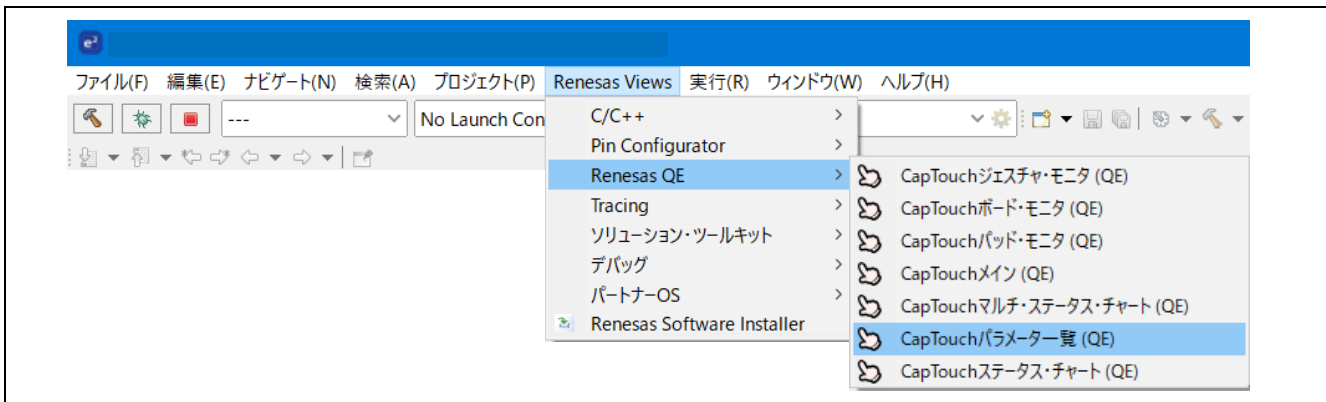 e²
ファイル(F) 編集(E) ナビゲート(N) 検索(A) プロジェクト(P) Renesas Views 実行(R) ウィンドウ(W) ヘルプ(H)
--- No Launch Con
C/C++
Pin Configurator
Renesas QE
Tracing
ソリューション・ツールキット
デバッグ
パートナーOS
Renesas Software Installer
CapTouchジェスチャ・モニタ (QE)
CapTouchボード・モニタ (QE)
CapTouchパッド・モニタ (QE)
CapTouchメイン (QE)
CapTouchマルチ・ステータス・チャート (QE)
CapTouchパラメーター覧 (QE)
CapTouchステータス・チャート (QE)